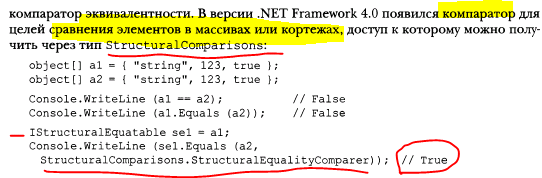 компаратор эквивалентности. В версии .NET Framework 4.0 появился компаратор для
целей сравнения элементов в массивах или кортежах, доступ к которому можно полу-
чить через тип StructuralComparisons:
object[] a1 = { "string", 123, true };
object[] a2 = { "string", 123, true };
Console.WriteLine (a1 == a2); // False
Console.WriteLine (a1.Equals (a2)); // False
IStructuralEquatable se1 = a1;
Console.WriteLine (se1.Equals (a2,
StructuralComparisons.StructuralEqualityComparer)); // True